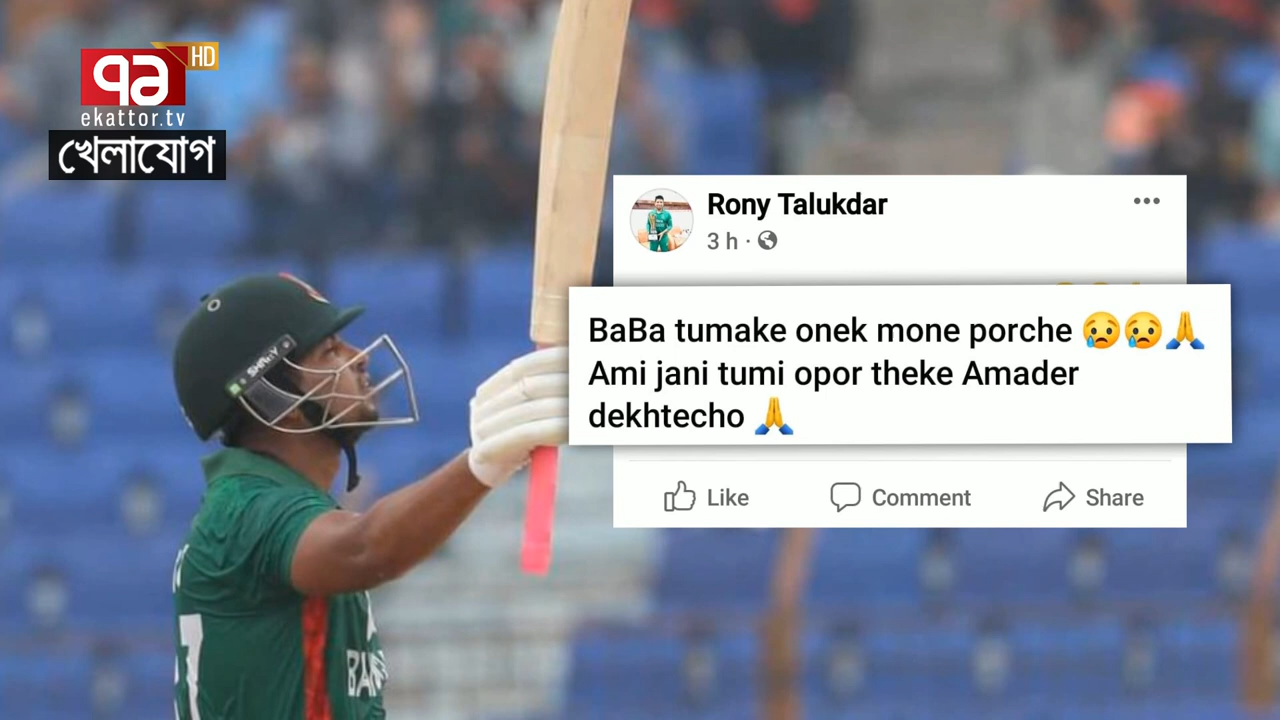 HD
ekattor.tv
খেলাযোগ
Rony Talukdar
3 h ·
BaBa tumake onek mone porche 😢😢🙏
Ami jani tumi opor theke Amader
dekhtecho 🙏
Like Comment Share